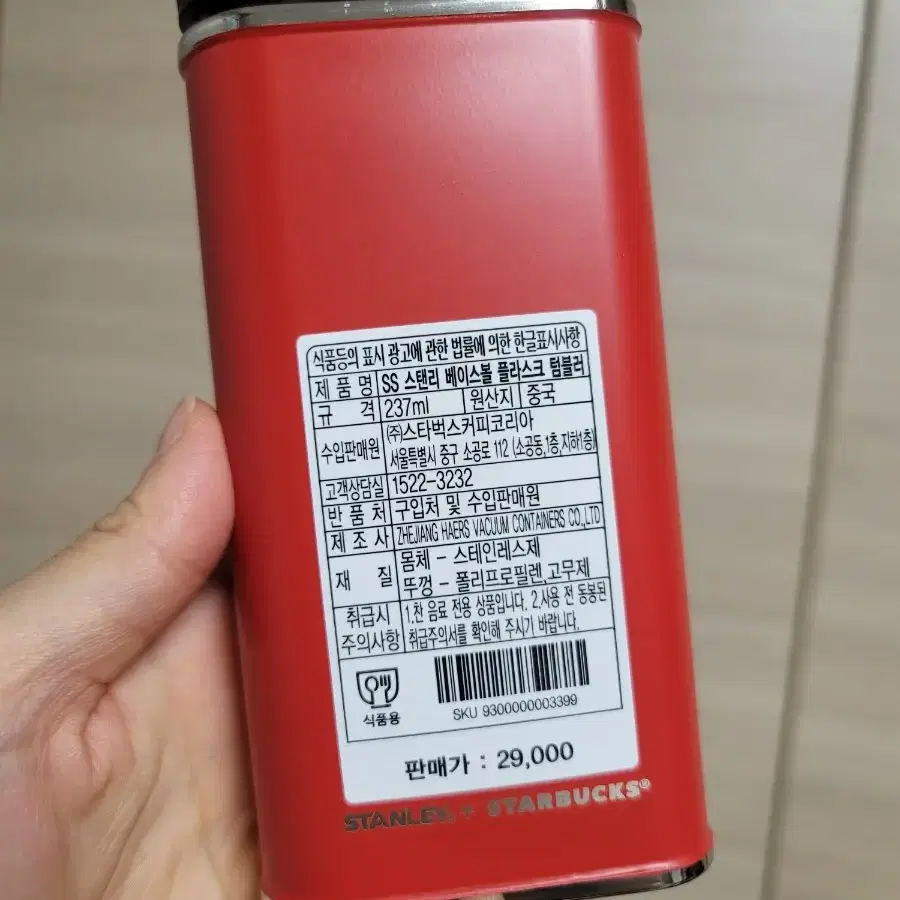 식품등의 표시 광고에 관한 법률에 의한 한글표시사항
제 품 명 SS 스탠리 베이스볼 플라스크 텀블러
규 격 237ml 원산지 중국
수입판매원 (주)스타벅스커피코리아
서울특별시 중구 소공로 112 (소공동,1층,지하1층)
고객상담실 1522-3232
반 품 처 구입처 및 수입판매원
제 조 사 ZHEJIANG HAERS VACUUM CONTAINERS CO.,LTD
재 질 몸체 - 스테인레스제
뚜껑 - 폴리프로필렌,고무제
취급시 1.찬 음료 전용 상품입니다. 2.사용 전 동봉된
주의사항 취급주의서를 확인해 주시기 바랍니다.
식품용
SKU 9300000003399
판매가 : 29,000
STANLEY. + STARBUCKS®